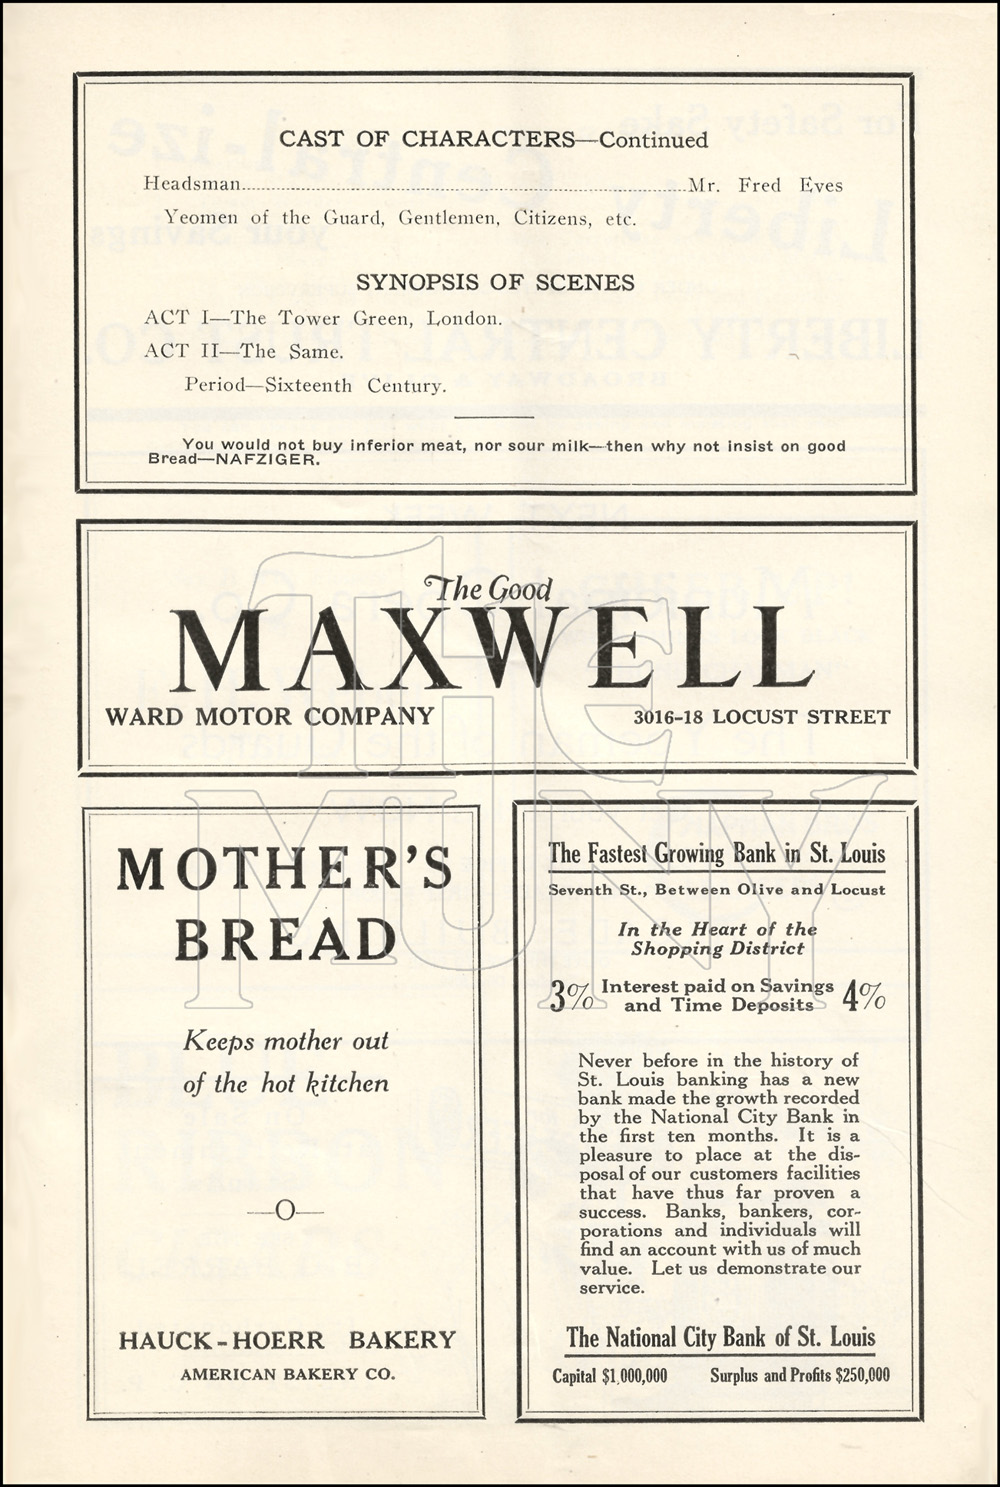 CAST OF CHARACTERS—Continued
Headsman........Mr. Fred Eves
Yeomen of the Guard, Gentlemen, Citizens, etc.
SYNOPSIS OF SCENES
ACT I—The Tower Green, London.
ACT II—The Same.
Period—Sixteenth Century.
You would not buy inferior meat, nor sour milk—then why not insist on good
Bread—NAFZIGER.
The Good
MAXWELL
WARD MOTOR COMPANY 3016-18 LOCUST STREET
THE
MUNY
MOTHER'S
BREAD
Keeps mother out
of the hot kitchen
—O—
HAUCK-HOERR BAKERY
AMERICAN BAKERY CO.
The Fastest Growing Bank in St. Louis
Seventh St., Between Olive and Locust
In the Heart of the
Shopping District
3% Interest paid on Savings
and Time Deposits 4%
Never before in the history of
St. Louis banking has a new
bank made the growth recorded
by the National City Bank in
the first ten months. It is a
pleasure to place at the dis-
posal of our customers facilities
that have thus far proven a
success. Banks, bankers, cor-
porations and individuals will
find an account with us of much
value. Let us demonstrate our
service.
The National City Bank of St. Louis
Capital $1,000,000 Surplus and Profits $250,000